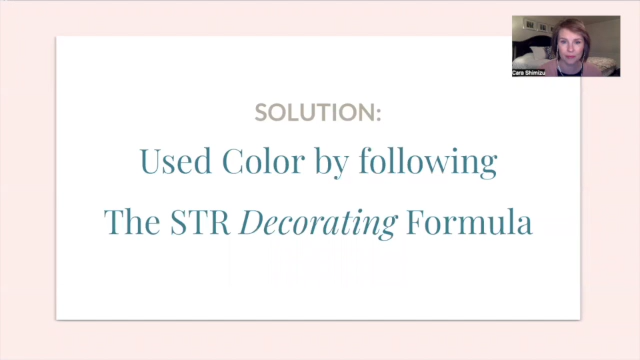 Cara Shimizu
SOLUTION:
Used Color by following
The STR Decorating Formula